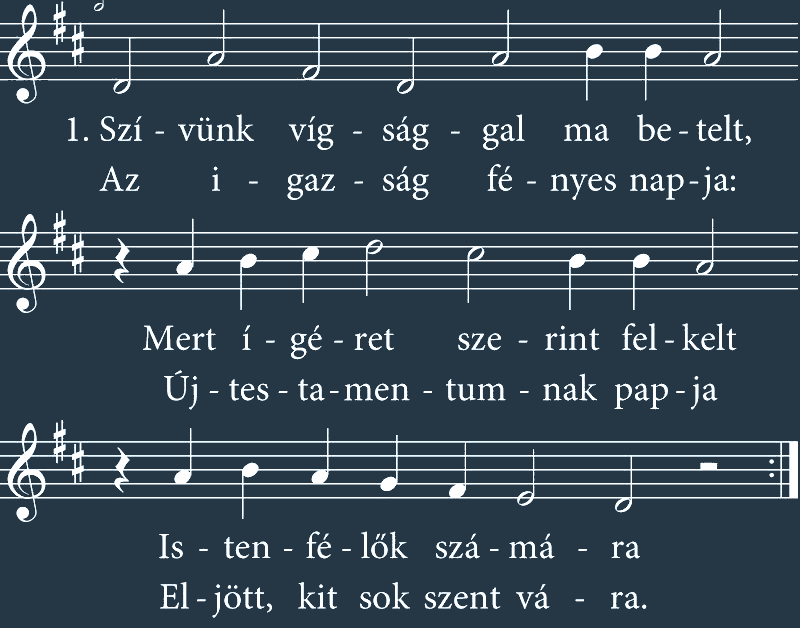 1. Szí - vünk víg - ság - gal ma be - telt,
Az i - gaz - ság fé - nyes nap - ja:
Mert í - gé - ret sze - rint fel - kelt
Új - tes - ta - men - tum - nak pap - ja
Is - ten - fé - lők szá - má - ra
El - jött, kit sok szent vá - ra.